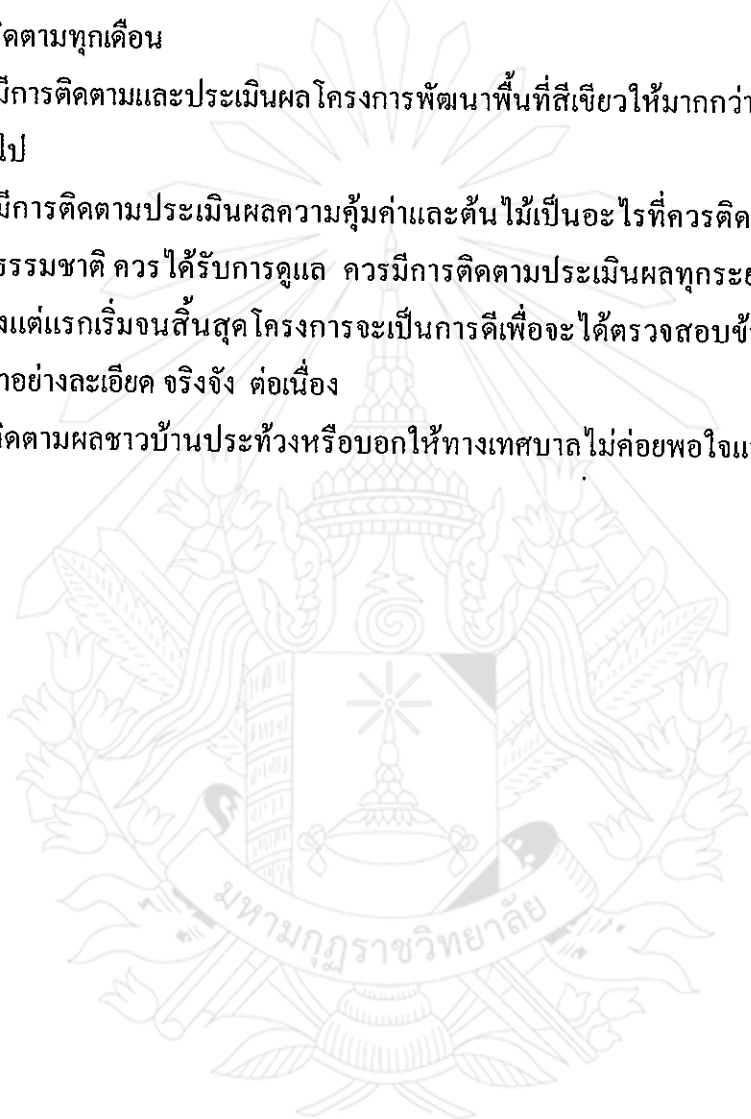 ติดตามทุกเดือน
มีการติดตามและประเมินผลโครงการพัฒนาพื้นที่สีเขียวให้มากกว่า
ไป
มีการติดตามประเมินผลความคุ้มค่าและต้นไม้เป็นอะไรที่ควรติด
ธรรมชาติ ควรได้รับการดูแล ควรมีการติดตามประเมินผลทุกระย
งแต่แรกเริ่มจนสิ้นสุดโครงการจะเป็นการดีเพื่อจะได้ตรวจสอบข้
อย่างละเอียด จริงจัง ต่อเนื่อง
ติดตามผลชาวบ้านประท้วงหรือบอกให้ทางเทศบาลไม่ค่อยพอใจ
มหามกุฏราชวิทยาลัย